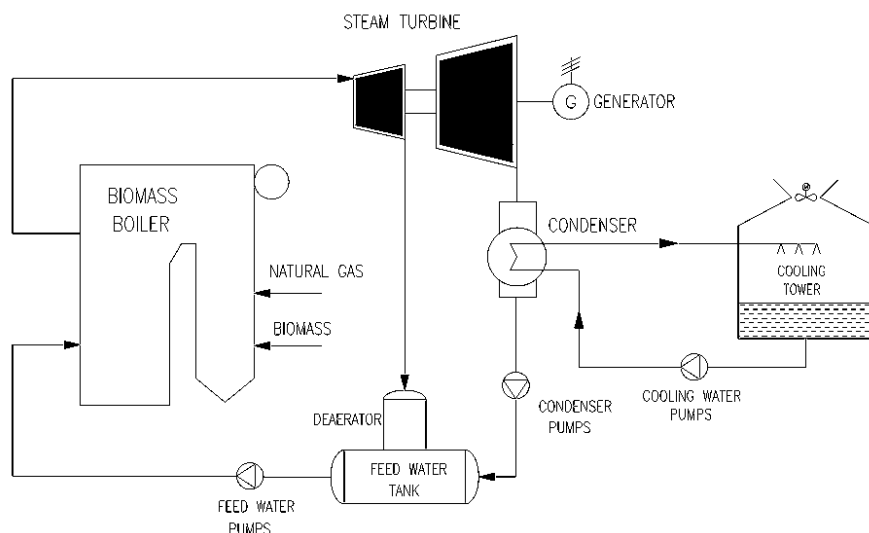 STEAM TURBINE
G
GENERATOR
BIOMASS
BOILER
CONDENSER
NATURAL GAS
COOLING
TOWER
BIOMASS
COOLING WATER
PUMPS
CONDENSER
PUMPS
DEAERATOR
FEED WATER
TANK
FEED WATER
PUMPS